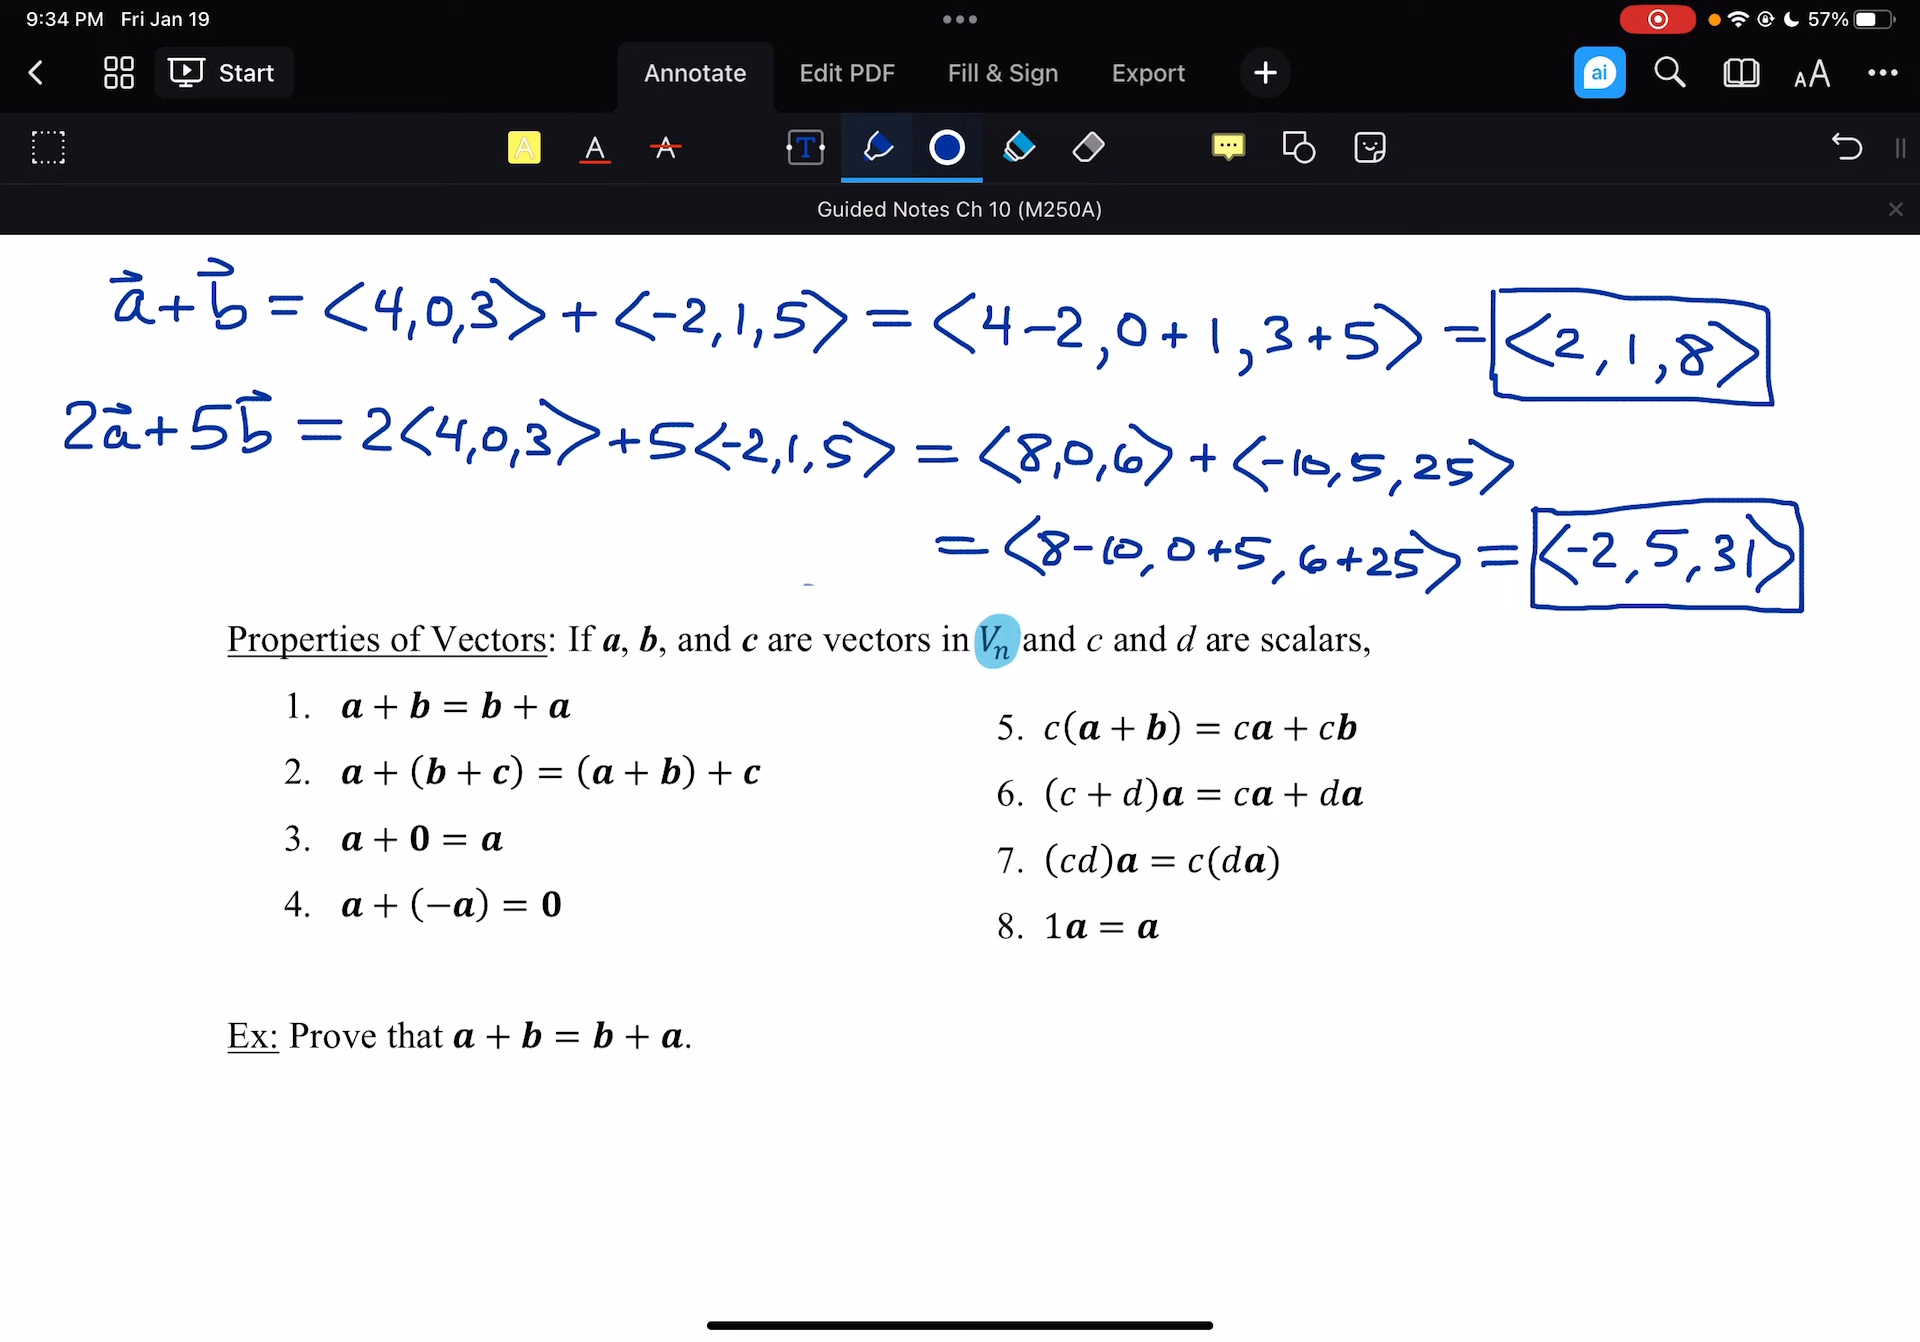 9:34 PM Fri Jan 19
57%
Start
Annotate
Edit PDF
Fill & Sign
Export
ai
AA
A A A T
Guided Notes Ch 10 (M250A)
a⃗+b⃗ = <4,0,3> + <-2,1,5> = <4-2,0+1,3+5> = <2,1,8>
2a⃗+5b⃗ = 2<4,0,3>+5<-2,1,5> = <8,0,6> + <-10,5,25>
= <8-10,0+5,6+25> = <-2,5,31>
Properties of Vectors: If a, b, and c are vectors in Vₙ and c and d are scalars,
1. a + b = b + a
2. a + (b + c) = (a + b) + c
3. a + 0 = a
4. a + (−a) = 0
5. c(a + b) = ca + cb
6. (c + d)a = ca + da
7. (cd)a = c(da)
8. 1a = a
Ex: Prove that a + b = b + a.